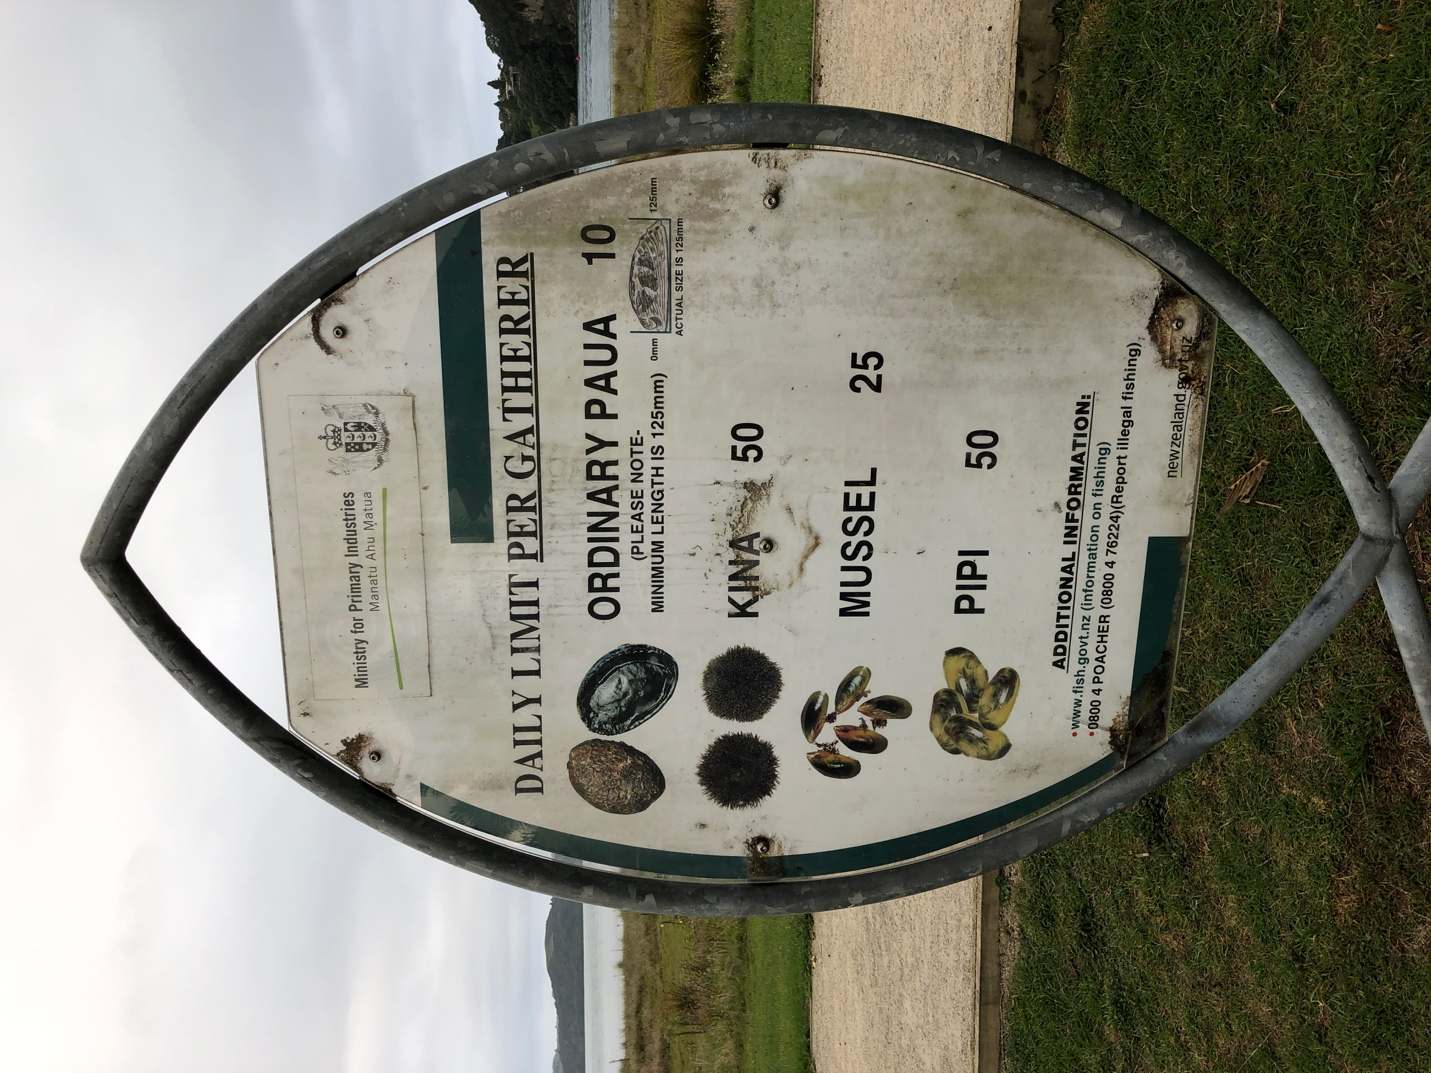 Ministry for Primary Industries
Manatu Ahu Matua
DAILY LIMIT PER GATHERER
ORDINARY PAUA 10
(PLEASE NOTE-
MINIMUM LENGTH IS 125mm)
0mm 125mm
ACTUAL SIZE IS 125mm
KINA 50
MUSSEL 25
PIPI 50
ADDITIONAL INFORMATION:
•www.fish.govt.nz (information on fishing)
•0800 4 POACHER (0800 4 76224)(Report illegal fishing)
newzealand.govt.nz